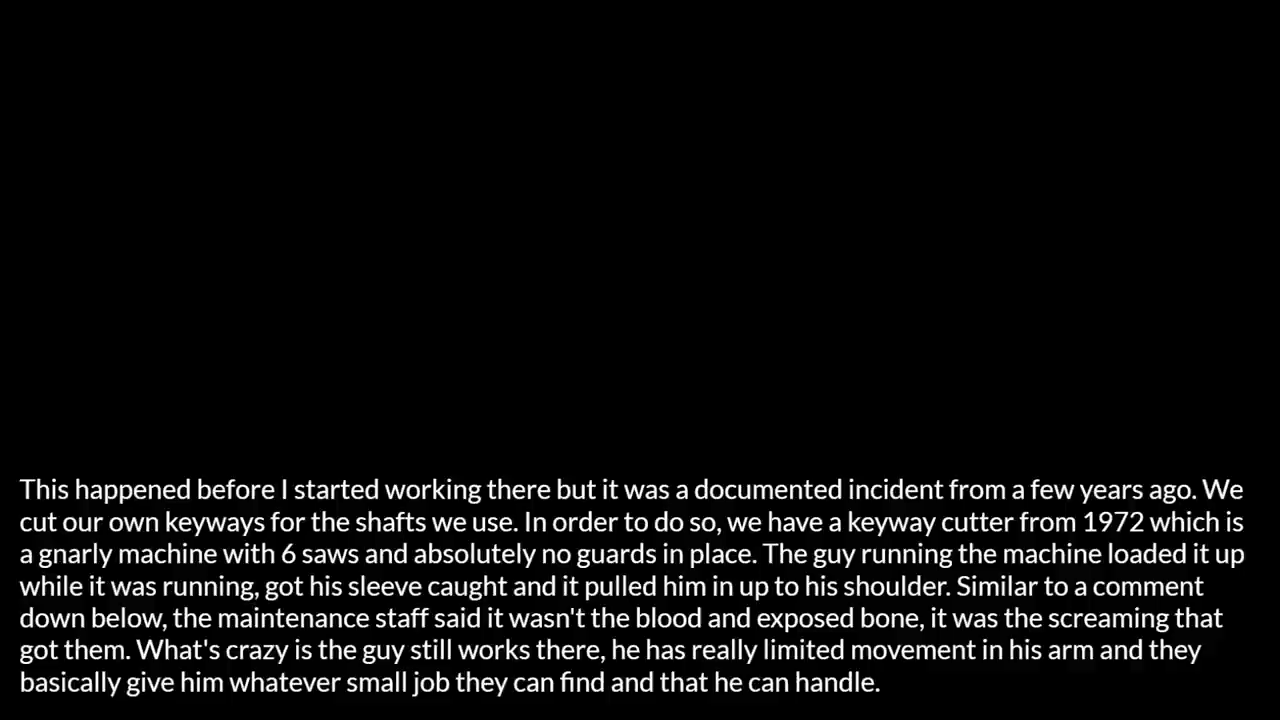 This happened before I started working there but it was a documented incident from a few years ago. We
cut our own keyways for the shafts we use. In order to do so, we have a keyway cutter from 1972 which is
a gnarly machine with 6 saws and absolutely no guards in place. The guy running the machine loaded it up
while it was running, got his sleeve caught and it pulled him in up to his shoulder. Similar to a comment
down below, the maintenance staff said it wasn't the blood and exposed bone, it was the screaming that
got them. What's crazy is the guy still works there, he has really limited movement in his arm and they
basically give him whatever small job they can find and that he can handle.